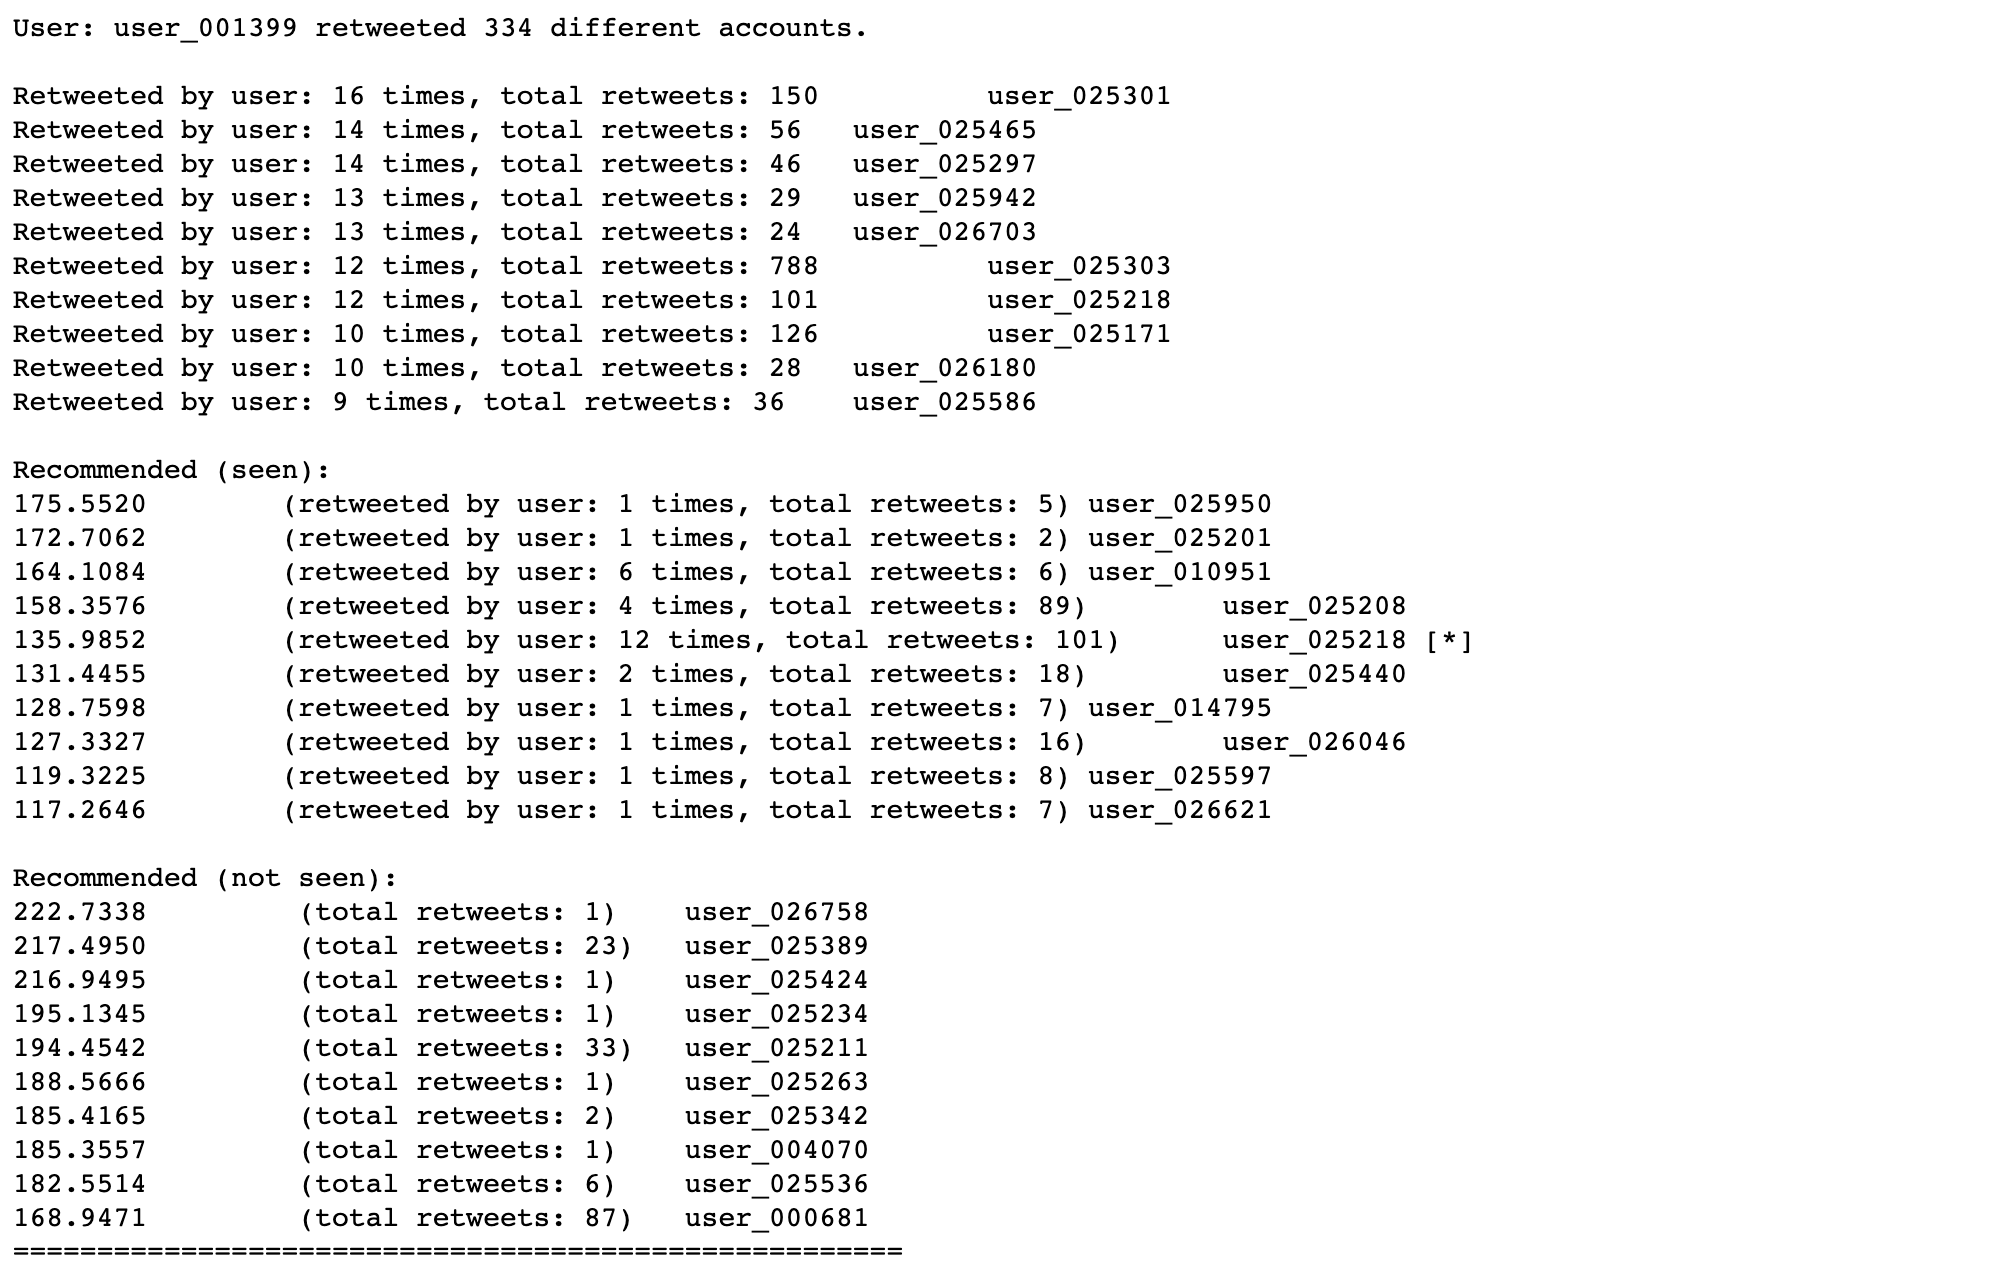 User: user_001399 retweeted 334 different accounts.

Retweeted by user: 16 times, total retweets: 150 user_025301
Retweeted by user: 14 times, total retweets: 56 user_025465
Retweeted by user: 14 times, total retweets: 46 user_025297
Retweeted by user: 13 times, total retweets: 29 user_025942
Retweeted by user: 13 times, total retweets: 24 user_026703
Retweeted by user: 12 times, total retweets: 788 user_025303
Retweeted by user: 12 times, total retweets: 101 user_025218
Retweeted by user: 10 times, total retweets: 126 user_025171
Retweeted by user: 10 times, total retweets: 28 user_026180
Retweeted by user: 9 times, total retweets: 36 user_025586

Recommended (seen):
175.5520 (retweeted by user: 1 times, total retweets: 5) user_025950
172.7062 (retweeted by user: 1 times, total retweets: 2) user_025201
164.1084 (retweeted by user: 6 times, total retweets: 6) user_010951
158.3576 (retweeted by user: 4 times, total retweets: 89) user_025208
135.9852 (retweeted by user: 12 times, total retweets: 101) user_025218 [*]
131.4455 (retweeted by user: 2 times, total retweets: 18) user_025440
128.7598 (retweeted by user: 1 times, total retweets: 7) user_014795
127.3327 (retweeted by user: 1 times, total retweets: 16) user_026046
119.3225 (retweeted by user: 1 times, total retweets: 8) user_025597
117.2646 (retweeted by user: 1 times, total retweets: 7) user_026621

Recommended (not seen):
222.7338 (total retweets: 1) user_026758
217.4950 (total retweets: 23) user_025389
216.9495 (total retweets: 1) user_025424
195.1345 (total retweets: 1) user_025234
194.4542 (total retweets: 33) user_025211
188.5666 (total retweets: 1) user_025263
185.4165 (total retweets: 2) user_025342
185.3557 (total retweets: 1) user_004070
182.5514 (total retweets: 6) user_025536
168.9471 (total retweets: 87) user_000681
=====================================================